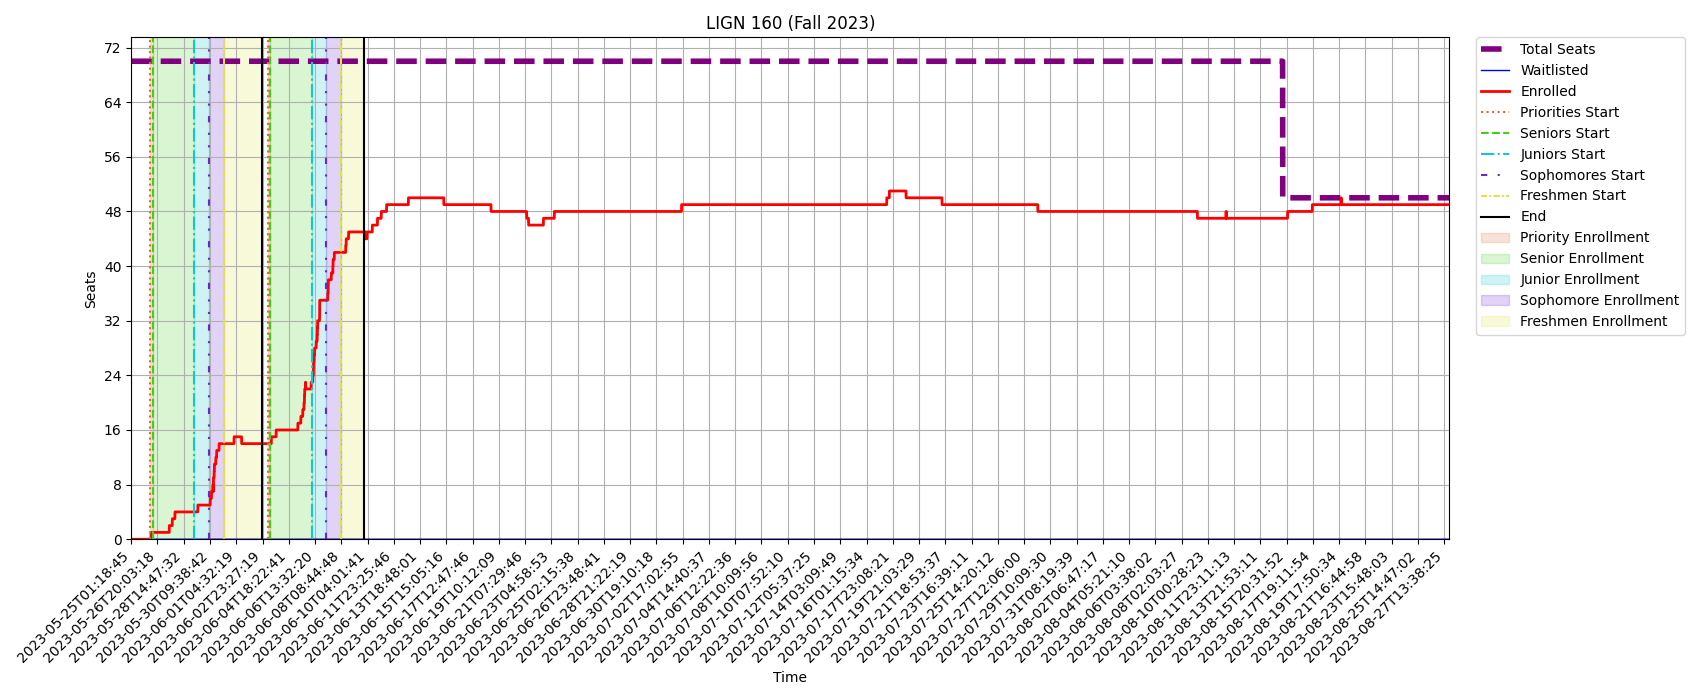 LIGN 160 (Fall 2023)
72
64
56
48
40
32
24
16
8
0
Seats
2023-05-25T01:18:45
2023-05-26T20:03:18
2023-05-28T14:47:32
2023-05-30T09:38:42
2023-06-01T04:32:19
2023-06-02T23:27:19
2023-06-04T18:22:41
2023-06-06T13:32:20
2023-06-08T08:44:48
2023-06-10T04:01:41
2023-06-11T23:25:46
2023-06-13T18:48:01
2023-06-15T15:05:16
2023-06-17T12:47:46
2023-06-19T10:12:09
2023-06-21T07:29:46
2023-06-23T04:58:53
2023-06-25T02:15:38
2023-06-26T23:48:41
2023-06-28T21:22:19
2023-06-30T19:10:18
2023-07-02T17:02:55
2023-07-04T14:40:37
2023-07-06T12:22:36
2023-07-08T10:09:56
2023-07-10T07:52:10
2023-07-12T05:37:25
2023-07-14T03:09:49
2023-07-16T01:15:34
2023-07-17T23:08:21
2023-07-19T21:03:29
2023-07-21T18:53:37
2023-07-23T16:39:11
2023-07-25T14:20:12
2023-07-27T12:06:00
2023-07-29T10:09:30
2023-07-31T08:19:39
2023-08-02T06:47:17
2023-08-04T05:21:10
2023-08-06T03:38:02
2023-08-08T02:03:27
2023-08-10T00:28:23
2023-08-11T23:11:13
2023-08-13T21:53:11
2023-08-15T20:31:52
2023-08-17T19:11:54
2023-08-19T17:50:34
2023-08-21T16:44:58
2023-08-23T15:48:03
2023-08-25T14:47:02
2023-08-27T13:38:25
Time
Total Seats
Waitlisted
Enrolled
Priorities Start
Seniors Start
Juniors Start
Sophomores Start
Freshmen Start
End
Priority Enrollment
Senior Enrollment
Junior Enrollment
Sophomore Enrollment
Freshmen Enrollment